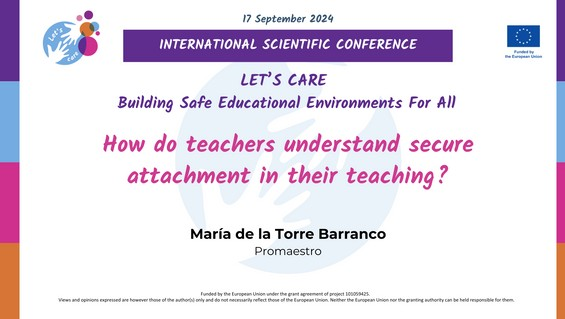 17 September 2024
INTERNATIONAL SCIENTIFIC CONFERENCE
Let's
care
Funded by
the European Union
LET'S CARE
Building Safe Educational Environments For All
How do teachers understand secure
attachment in their teaching?
María de la Torre Barranco
Promaestro
Funded by the European Union under the grant agreement of project 101059425.
Views and opinions expressed are however those of the author(s) only and do not necessarily reflect those of the European Union. Neither the European Union nor the granting authority can be held responsible for them.